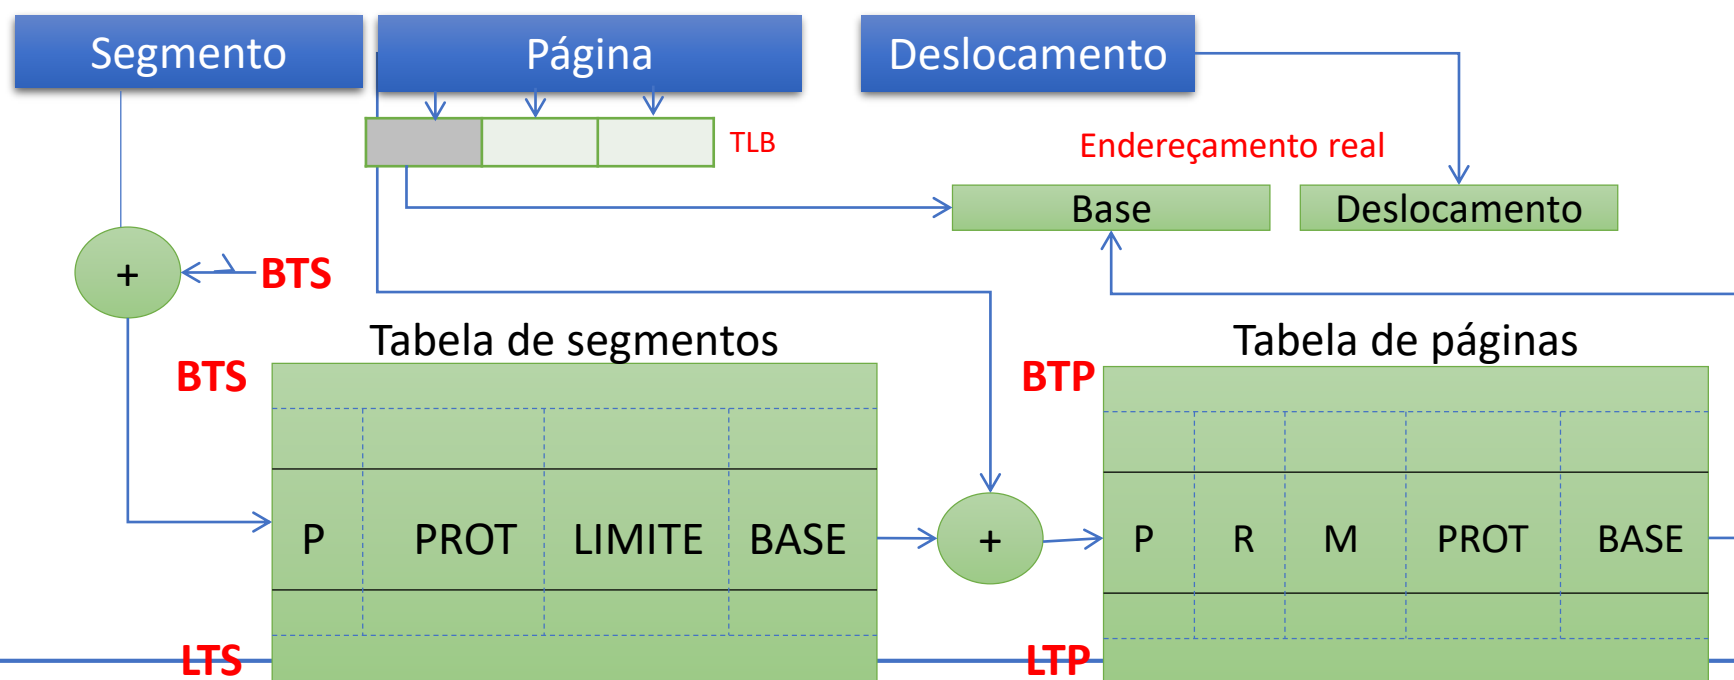 Segmento
Página
Deslocamento
TLB
Endereçamento real
Base
Deslocamento
+
BTS
Tabela de segmentos
Tabela de páginas
BTS
BTP
P PROT LIMITE BASE
+
P R M PROT BASE
LTS
LTP